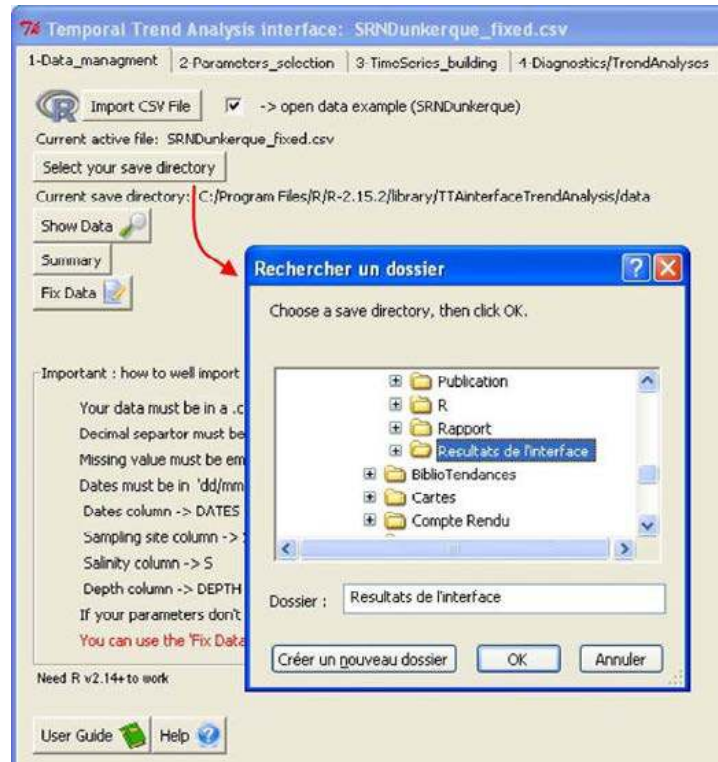 Temporal Trend Analysis interface: SRNDunkerque_fixed.csv
1-Data_managment 2-Parameters_selection 3-TimeSeries_building 4-Diagnostics/TrendAnalyses
Import CSV File -> open data example (SRNDunkerque)
Current active file: SRNDunkerque_fixed.csv
Select your save directory
Current save directory: C:/Program Files/R/R-2.15.2/library/TTAinterfaceTrendAnalysis/data
Show Data
Summary
Fix Data
Rechercher un dossier
Choose a save directory, then click OK.
Publication
R
Rapport
Resultats de l'interface
BiblioTendances
Cartes
Compte Rendu
Dossier : Resultats de l'interface
Créer un nouveau dossier OK Annuler
Important : how to well import
Your data must be in a .c
Decimal separtor must be
Missing value must be em
Dates must be in 'dd/mm
Dates column -> DATES
Sampling site column ->
Salinity column -> S
Depth column -> DEPTH
If your parameters don't
You can use the 'Fix Data
Need R v2.14+ to work
User Guide Help